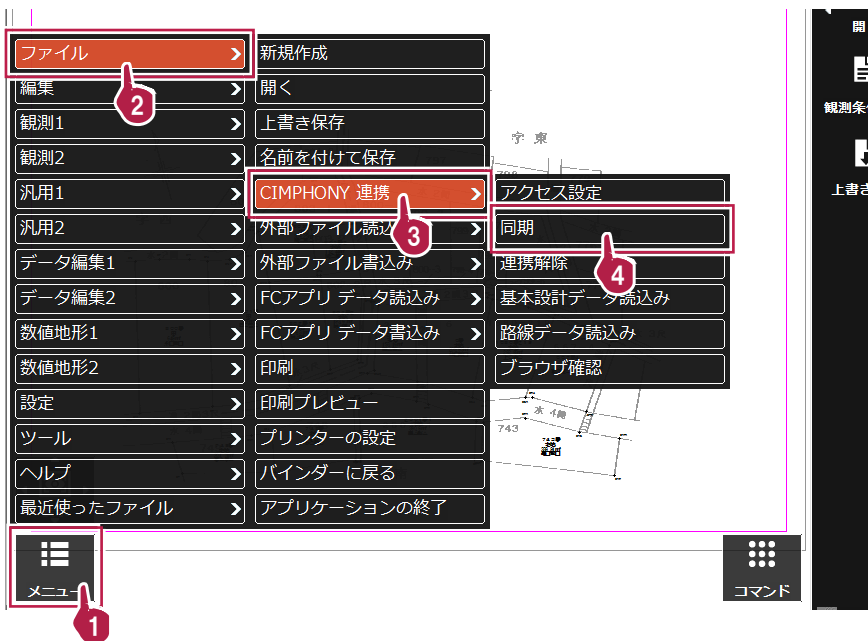 ファイル
編集
観測1
観測2
汎用1
汎用2
データ編集1
データ編集2
数値地形1
数値地形2
設定
ツール
ヘルプ
最近使ったファイル
新規作成
開く
上書き保存
名前を付けて保存
CIMPHONY 連携
外部ファイル読込
外部ファイル書込み
FCアプリ データ読込み
FCアプリ データ書込み
印刷
印刷プレビュー
プリンターの設定
バインダーに戻る
アプリケーションの終了
アクセス設定
同期
連携解除
基本設計データ読込み
路線データ読込み
ブラウザ確認
2
3
4
字 東
水 4
743
開
観測条
上書き
メニュー
1
コマンド